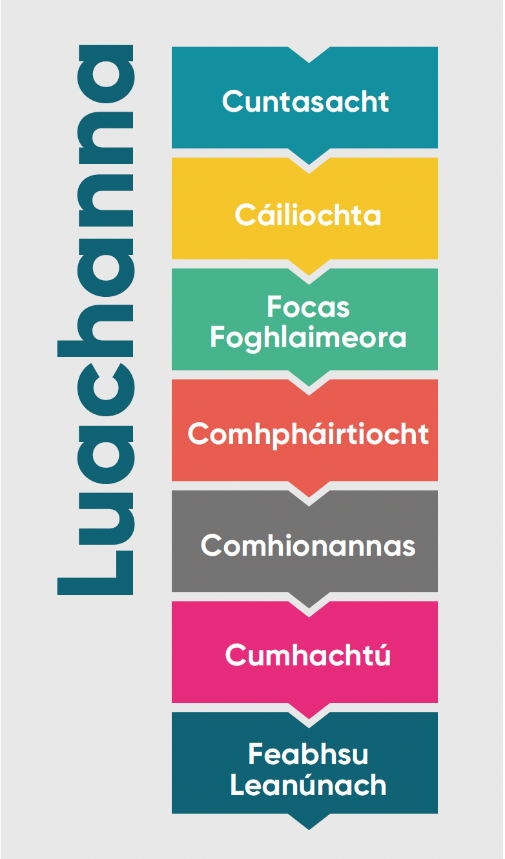 Luachanna
Cuntasacht
Cáiliochta
Focas
Foghlaimeora
Comhpháirtiocht
Comhionannas
Cumhachtú
Feabhsu
Leanúnach